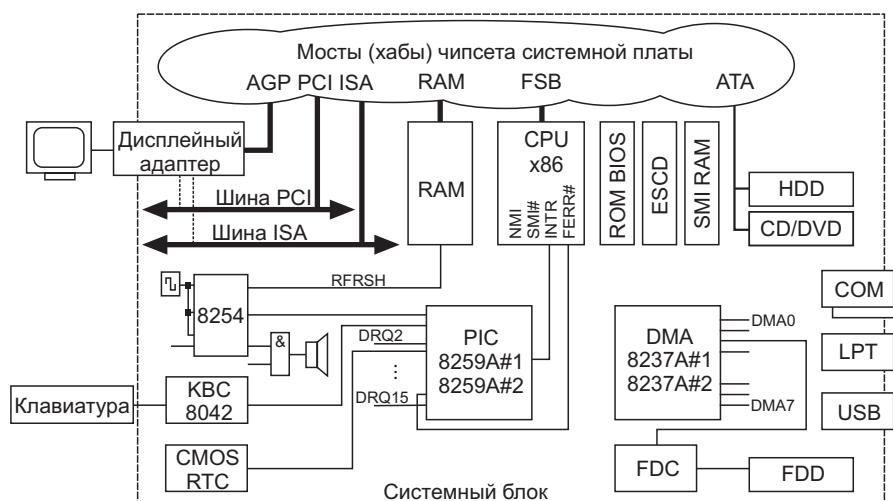 Мосты (хабы) чипсета системной платы
AGP PCI ISA RAM FSB ATA
Дисплейный
адаптер
Шина PCI
Шина ISA
RAM
CPU
x86
NMI
SMI#
INTR
FERR#
ROM BIOS
ESCD
SMI RAM
HDD
CD/DVD
RFRSH
8254
&
DRQ2
⋮
DRQ15
PIC
8259A#1
8259A#2
DMA
8237A#1
8237A#2
DMA0
DMA7
COM
LPT
USB
Клавиатура
KBC
8042
CMOS
RTC
FDC
FDD
Системный блок